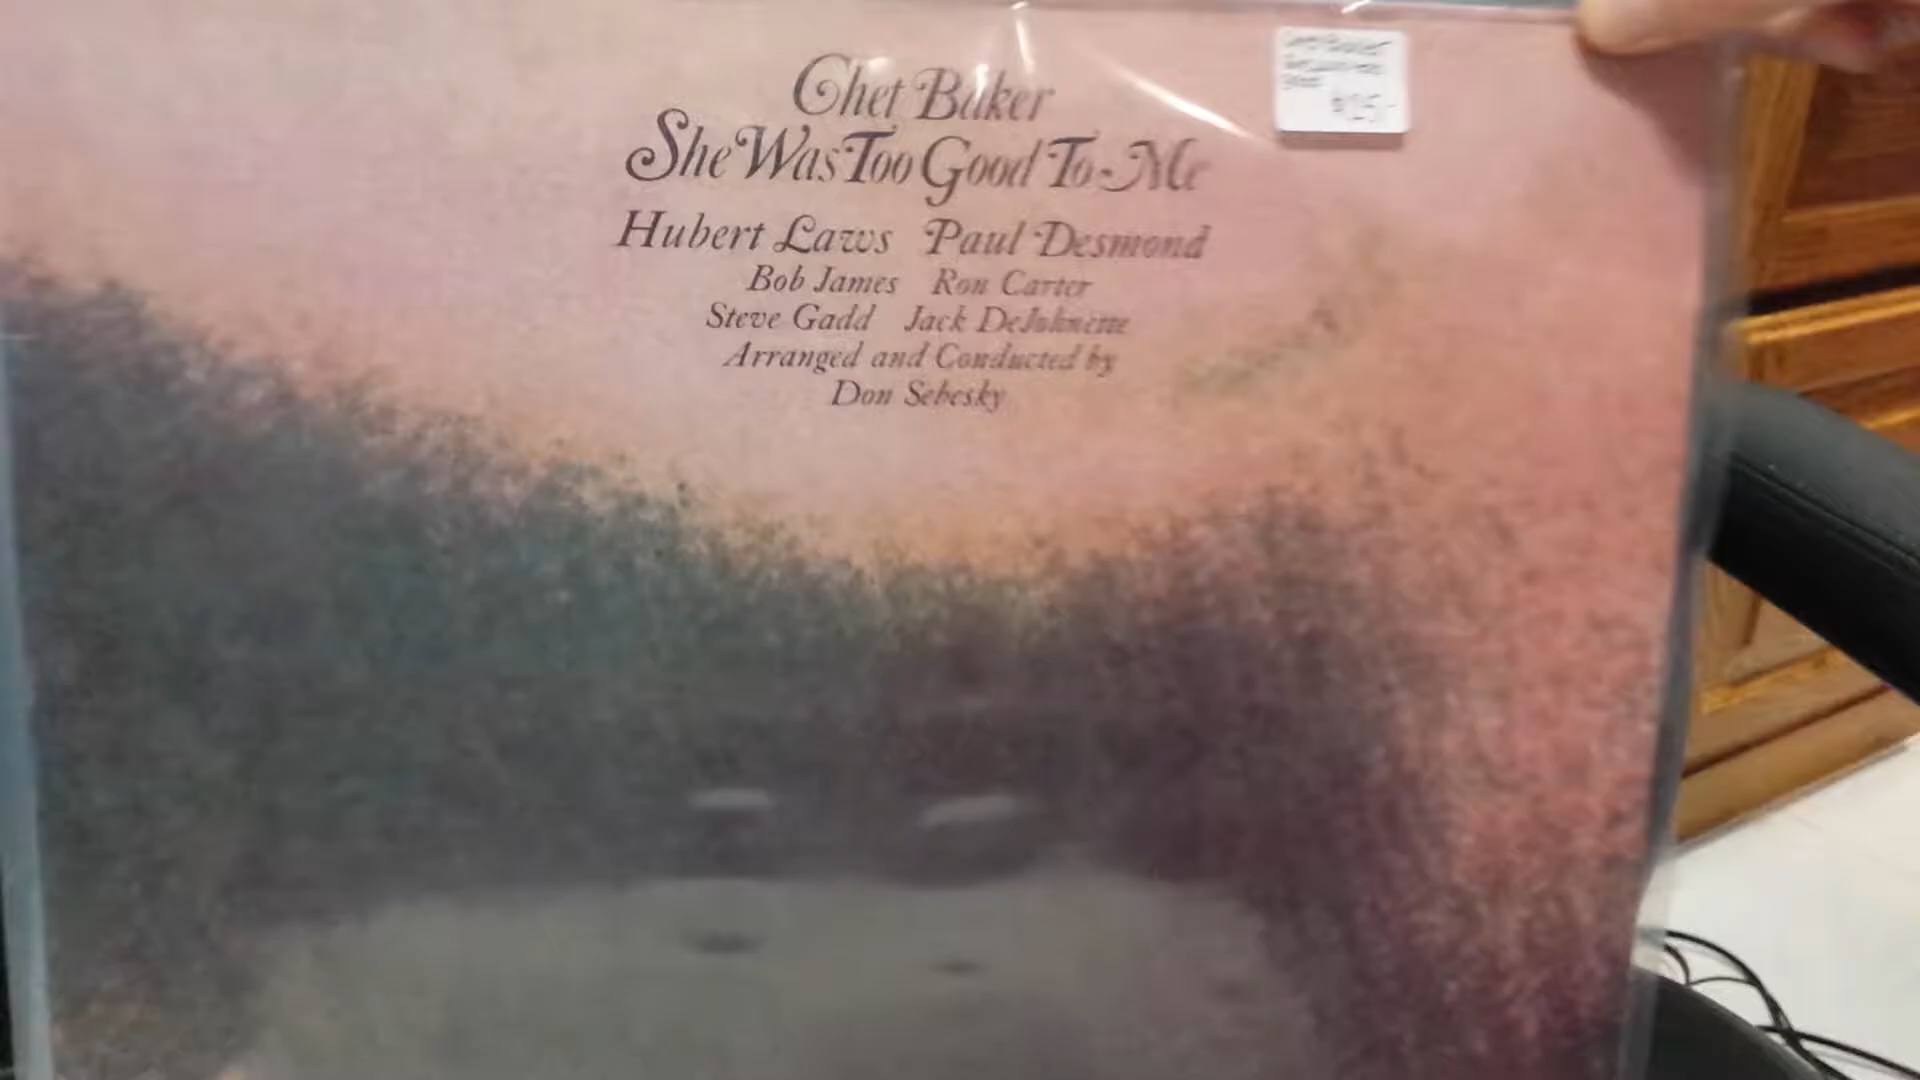 Chet Baker
She Was Too Good To Me
Hubert Laws Paul Desmond
Bob James Ron Carter
Steve Gadd Jack DeJohnette
Arranged and Conducted by
Don Sebesky